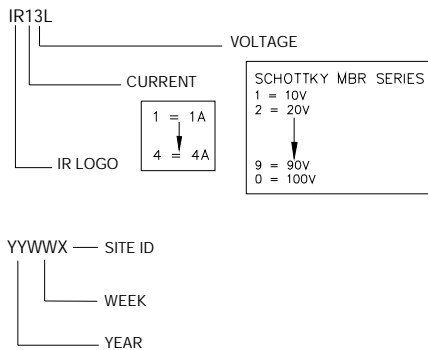 IR13L
VOLTAGE
CURRENT
IR LOGO
1 = 1A
4 = 4A
SCHOTTKY MBR SERIES
1 = 10V
2 = 20V
9 = 90V
0 = 100V
YYWWX
SITE ID
WEEK
YEAR